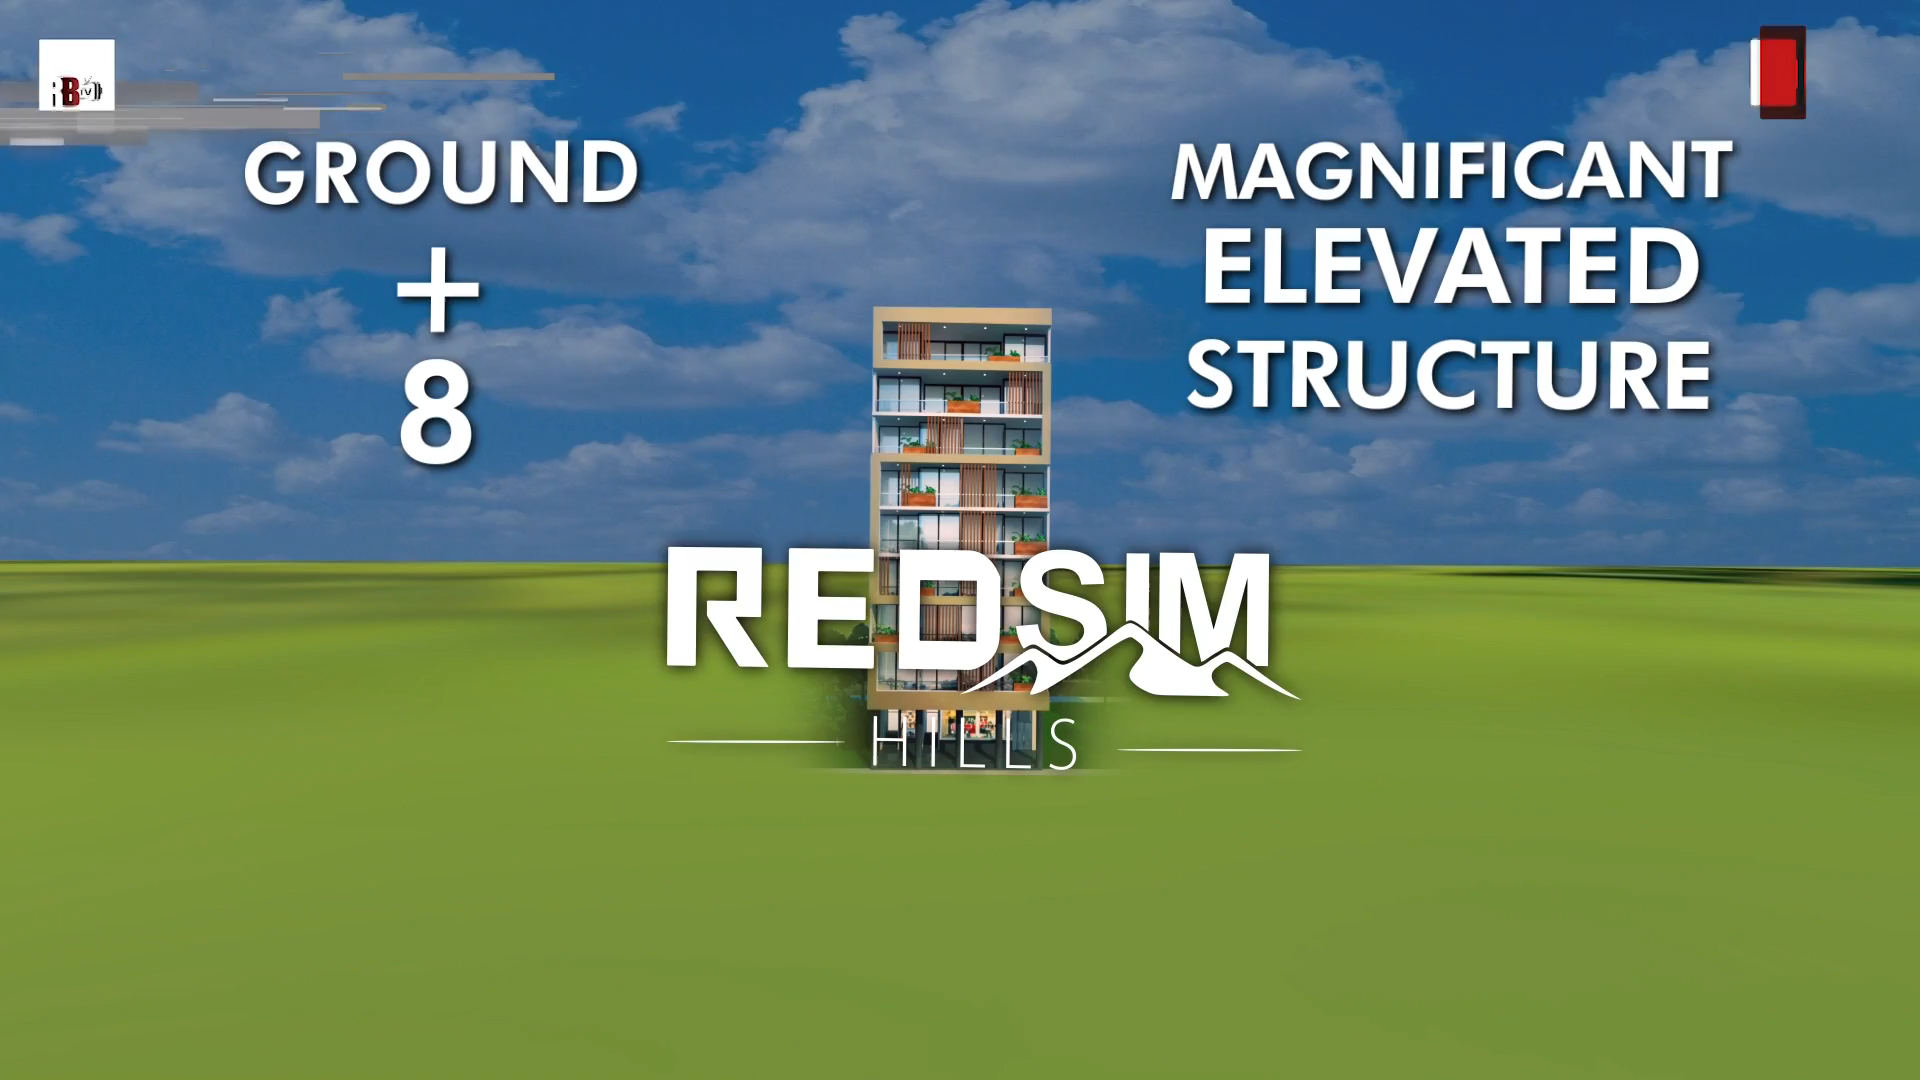 GROUND
+
8
MAGNIFICANT
ELEVATED
STRUCTURE
REDSIM
HILLS